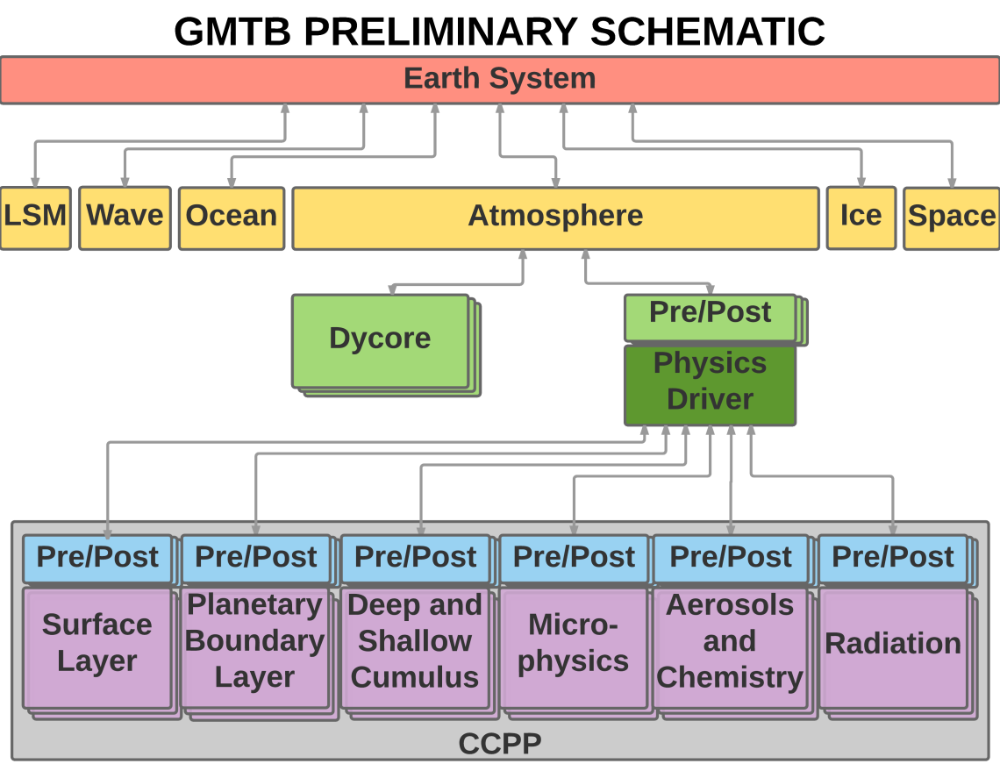 GMTB PRELIMINARY SCHEMATIC
Earth System
LSM
Wave
Ocean
Atmosphere
Ice
Space
Dycore
Pre/Post
Physics
Driver
Pre/Post
Pre/Post
Pre/Post
Pre/Post
Pre/Post
Pre/Post
Surface
Layer
Planetary
Boundary
Layer
Deep and
Shallow
Cumulus
Micro-
physics
Aerosols
and
Chemistry
Radiation
CCPP